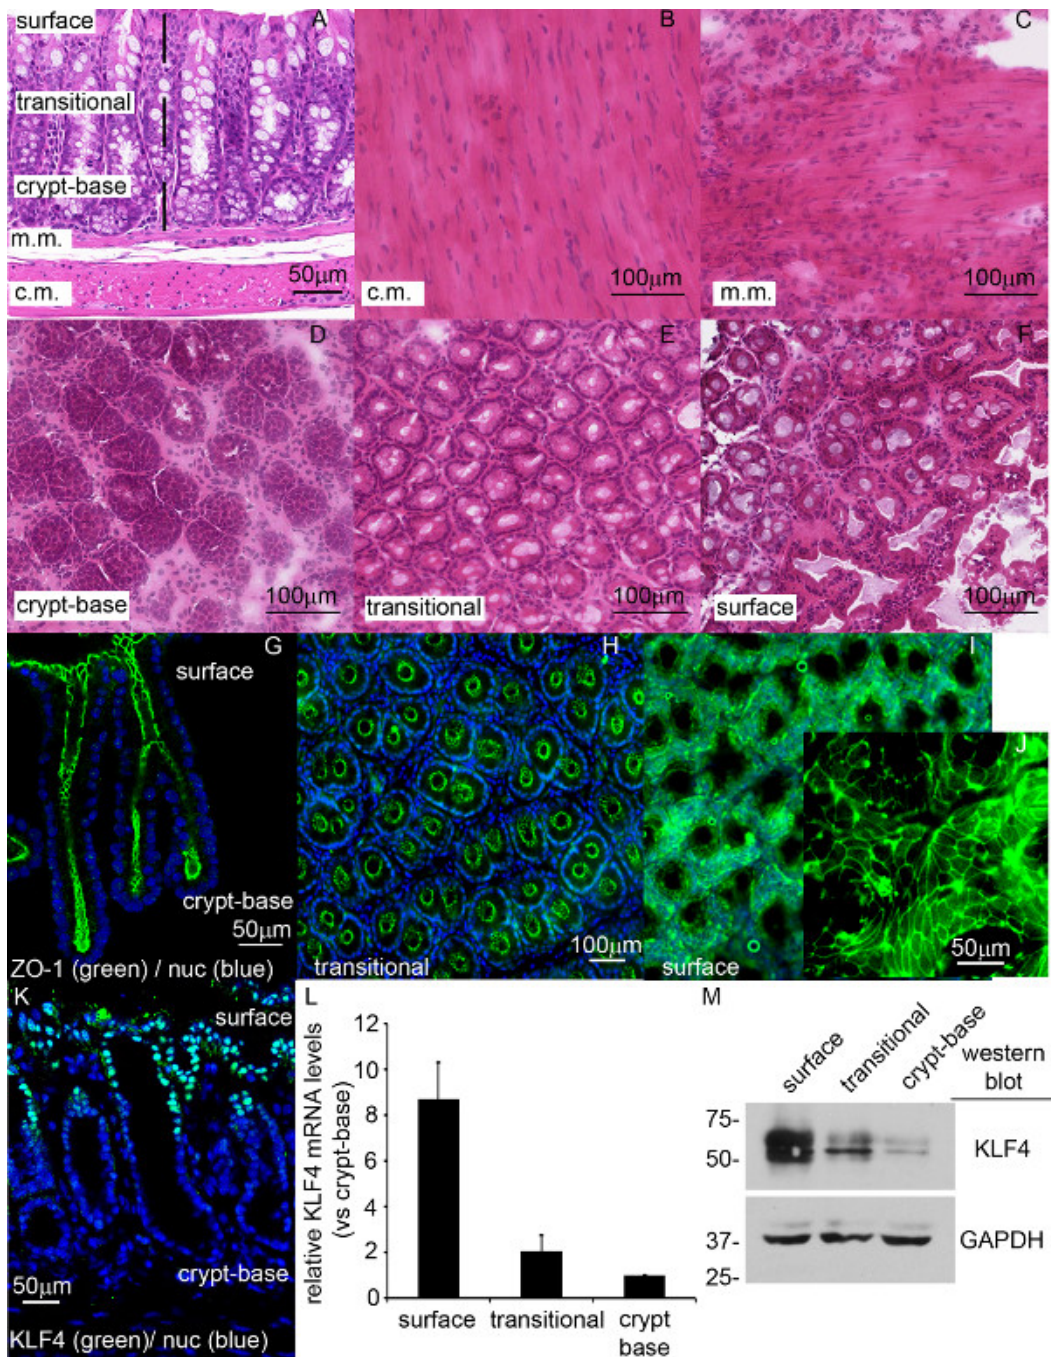 surface
A
transitional
crypt-base
m.m.
c.m.
50μm
B
c.m.
100μm
C
m.m.
100μm
D
crypt-base
100μm
E
transitional
100μm
F
surface
100μm
G
surface
crypt-base
50μm
ZO-1 (green) / nuc (blue)
H
transitional
100μm
I
surface
J
50μm
K
surface
crypt-base
50μm
KLF4 (green)/ nuc (blue)
L
relative KLF4 mRNA levels
(vs crypt-base)
12
10
8
6
4
2
0
surface
transitional
crypt
base
M
surface
transitional
crypt-base
western
blot
75-
50-
KLF4
37-
25-
GAPDH